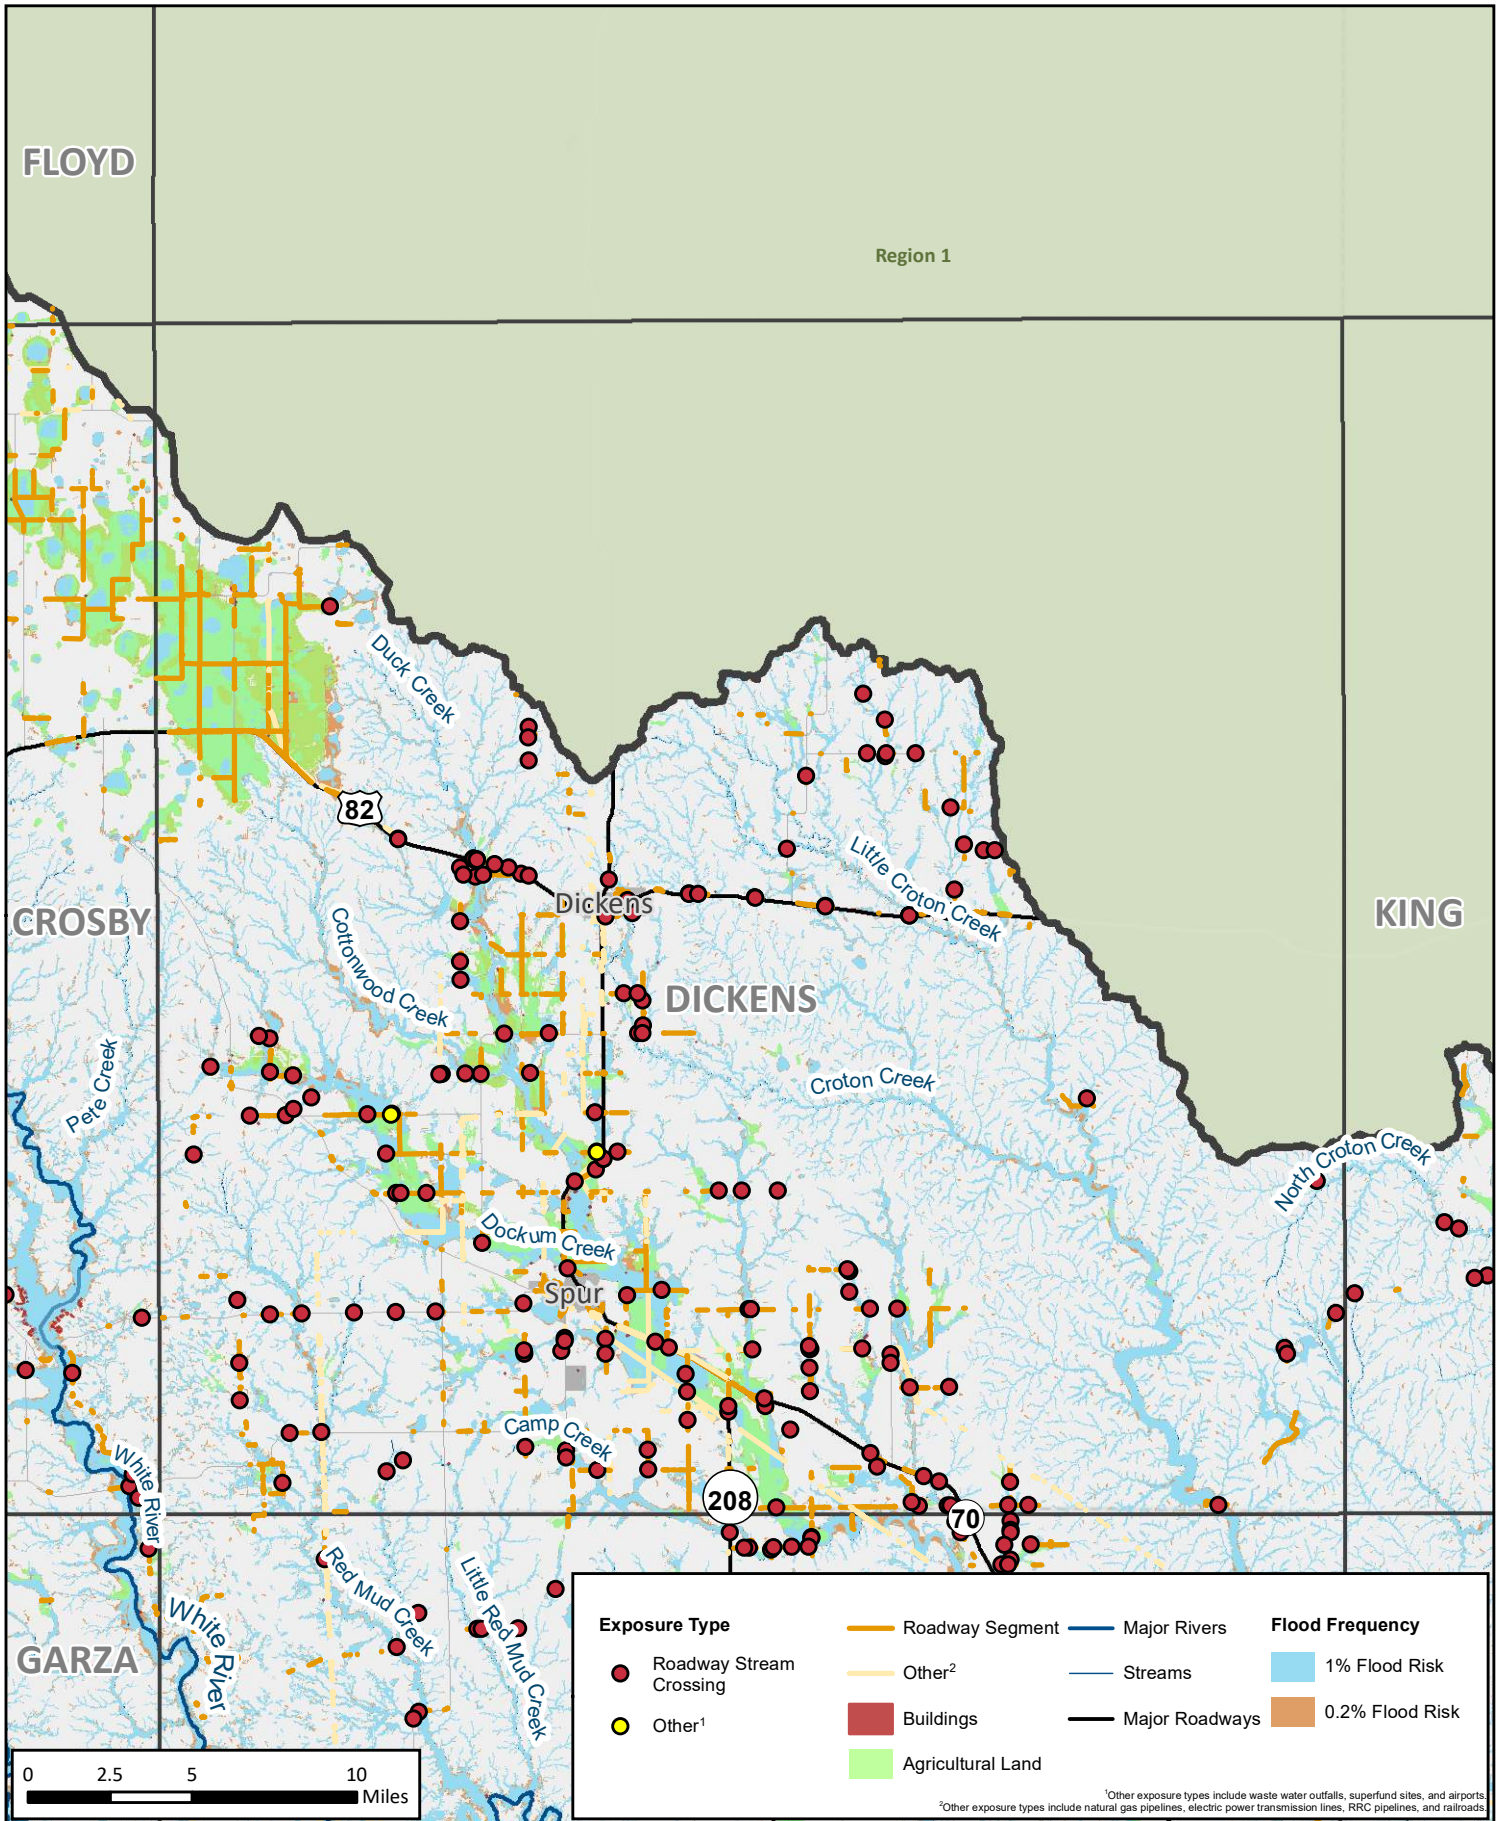 FLOYD
Region 1
Duck Creek
82
Little Croton Creek
Dickens
CROSBY
KING
Cottonwood Creek
DICKENS
Pete Creek
Croton Creek
North Croton Creek
Dockum Creek
Spur
Camp Creek
White River
208
70
Red Mud Creek
Little Red Mud Creek
White River
GARZA
Exposure Type
Roadway Stream
Crossing
Other1
Roadway Segment
Other2
Buildings
Agricultural Land
Major Rivers
Streams
Major Roadways
Flood Frequency
1% Flood Risk
0.2% Flood Risk
0 2.5 5 10
Miles
1Other exposure types include waste water outfalls, superfund sites, and airports.
2Other exposure types include natural gas pipelines, electric power transmission lines, RRC pipelines, and railroads.